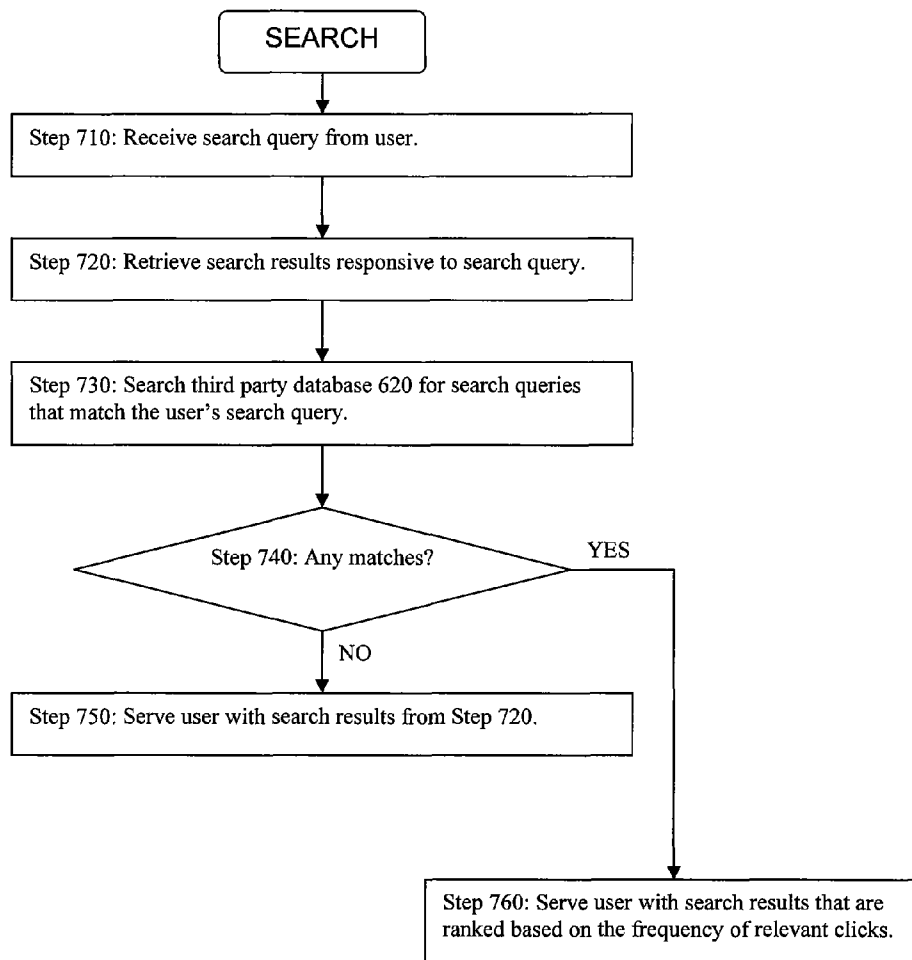 SEARCH
Step 710: Receive search query from user.
Step 720: Retrieve search results responsive to search query.
Step 730: Search third party database 620 for search queries
that match the user's search query.
Step 740: Any matches?
YES
NO
Step 750: Serve user with search results from Step 720.
Step 760: Serve user with search results that are
ranked based on the frequency of relevant clicks.